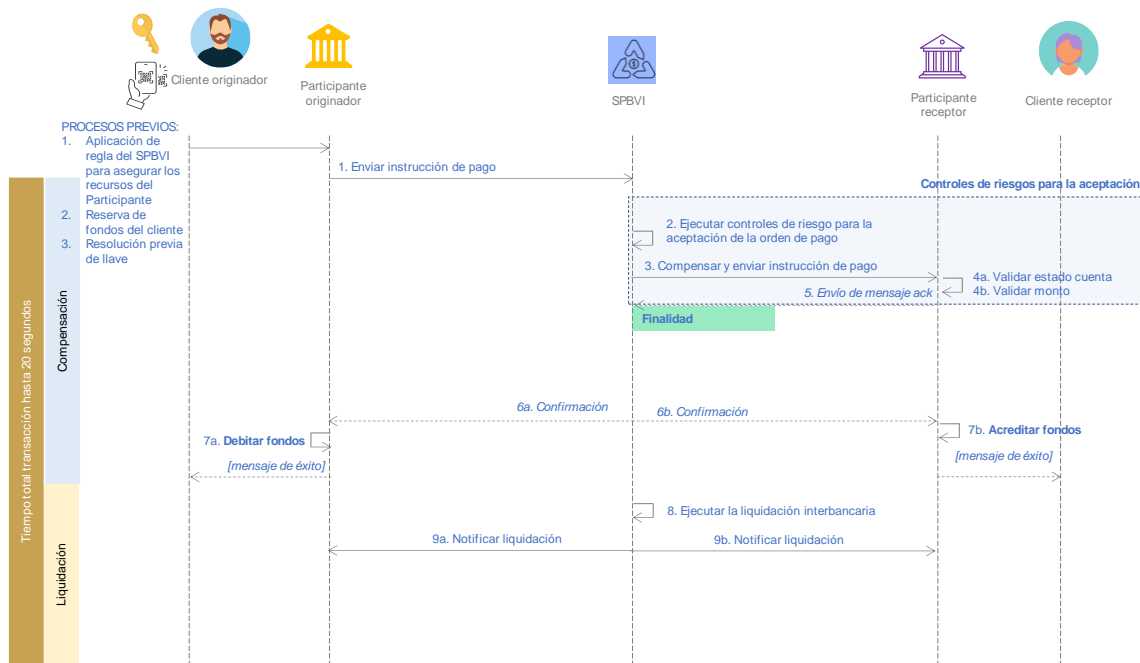 Cliente originador
Participante
originador
SPBVI
Participante
receptor
Cliente receptor
PROCESOS PREVIOS:
1. Aplicación de
regla del SPBVI
para asegurar los
recursos del
Participante
2. Reserva de
fondos del cliente
3. Resolución previa
de llave
1. Enviar instrucción de pago
Controles de riesgos para la aceptación
2. Ejecutar controles de riesgo para la
aceptación de la orden de pago
3. Compensar y enviar instrucción de pago
4a. Validar estado cuenta
4b. Validar monto
5. Envío de mensaje ack
Finalidad
6a. Confirmación
6b. Confirmación
7a. Debitar fondos
7b. Acreditar fondos
[mensaje de éxito]
[mensaje de éxito]
8. Ejecutar la liquidación interbancaria
9a. Notificar liquidación
9b. Notificar liquidación
Tiempo total transacción hasta 20 segundos
Compensación
Liquidación